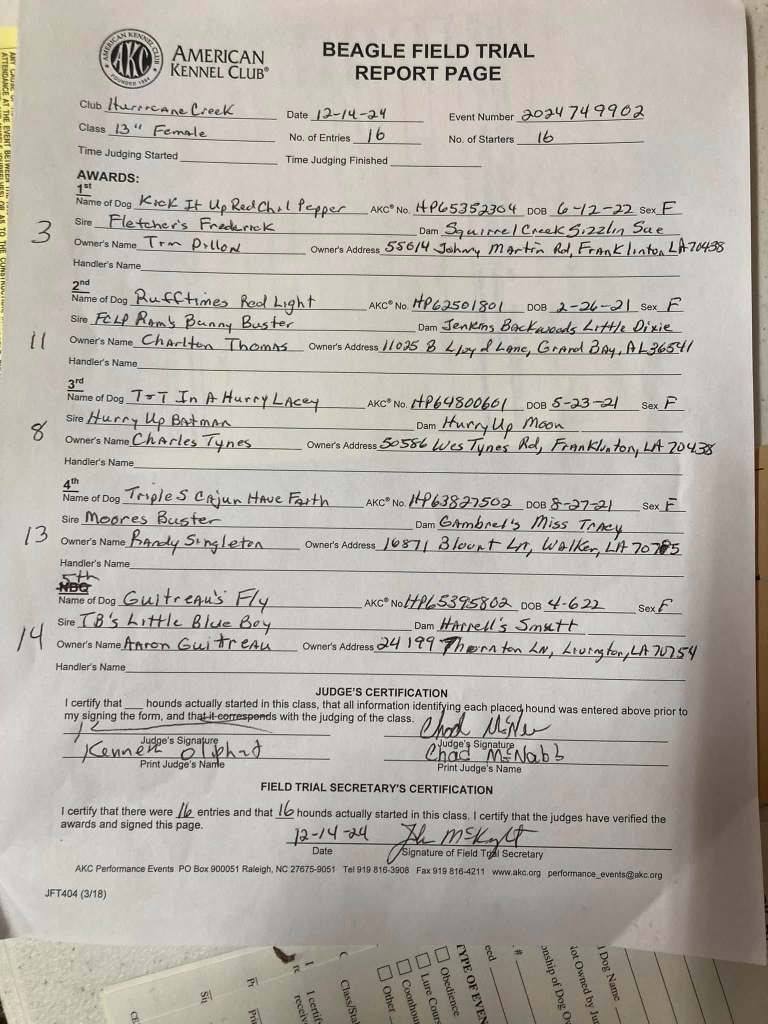 AMERICAN KENNEL CLUB
FOUNDED 1884
AKC
AMERICAN
KENNEL CLUB®
BEAGLE FIELD TRIAL
REPORT PAGE
Club Hurricane Creek Date 12-14-24 Event Number 2024749902
Class 13" Female No. of Entries 16 No. of Starters 16
Time Judging Started Time Judging Finished
AWARDS:
1st
Name of Dog Kick It Up Red Chil Pepper AKC® No. HP65352304 DOB 6-12-22 Sex F
Sire Fletcher's Frederick Dam Squirrel Creek Sizzlin Sue
3
Owner's Name Tim Dillon Owner's Address 55614 Johnny Martin Rd, Franklinton LA 70438
Handler's Name
2nd
Name of Dog Rufftimes Red Light AKC® No. HP62501801 DOB 2-26-21 Sex F
Sire FCLP Ram's Bunny Buster Dam Jenkins Backwoods Little Dixie
11
Owner's Name Charlton Thomas Owner's Address 11025 B Lane, Grand Bay, AL 36541
Handler's Name
3rd
Name of Dog T&T In A Hurry Lacey AKC® No. HP64800601 DOB 5-23-21 Sex F
Sire Hurry Up Batman Dam Hurry Up Moon
8
Owner's Name Charles Tynes Owner's Address 50586 Wes Tynes Rd, Franklinton, LA 70438
Handler's Name
4th
Name of Dog Triple S Cajun Have Faith AKC® No. HP63827502 DOB 8-27-21 Sex F
Sire Moores Buster Dam Gambrel's Miss Tracy
13
Owner's Name Randy Singleton Owner's Address 16871 Blount Walker, LA 70785
Handler's Name
5th
NBQ
Name of Dog Guitreau's Fly AKC® No. HP65395802 DOB 4-6-22 Sex F
Sire TB's Little Blue Boy Dam Harrell's
14
Owner's Name Aaron Guitreau Owner's Address 24199 Thornton LN, Livington, LA 70754
Handler's Name
JUDGE'S CERTIFICATION
I certify that ___ hounds actually started in this class, that all information identifying each placed hound was entered above prior to
my signing the form, and that it corresponds with the judging of the class.
Judge's Signature Judge's Signature
Kenneth Chad McNabb
Print Judge's Name Print Judge's Name
FIELD TRIAL SECRETARY'S CERTIFICATION
I certify that there were 16 entries and that 16 hounds actually started in this class. I certify that the judges have verified the
awards and signed this page.
12-14-24
Date Signature of Field Trial Secretary
AKC Performance Events PO Box 900051 Raleigh, NC 27675-9051 Tel 919 816-3908 Fax 919 816-4211 www.akc.org performance_events@akc.org
JFT404 (3/18)
TYPE OF EVEN
Obedience
Lure Cour
Coonhou
Other
Dog Name